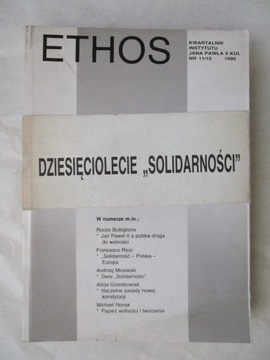 ETHOS
KWARTALNIK
INSTYTUTU
JANA PAWŁA II KUL
NR 11/12 1990
DZIESIĘCIOLECIE „SOLIDARNOŚCI”
W numerze m.in.:
Rocco Buttiglione
* Jan Paweł II a polska droga
do wolności
Francesco Ricci
* „Solidarność – Polska –
Europa
Andrzej Micewski
* Dwie „Solidarności”
Alicja Grześkowiak
* Naczelne zasady nowej
konstytucji
Michael Novak
* Papież wolności i tworzenia